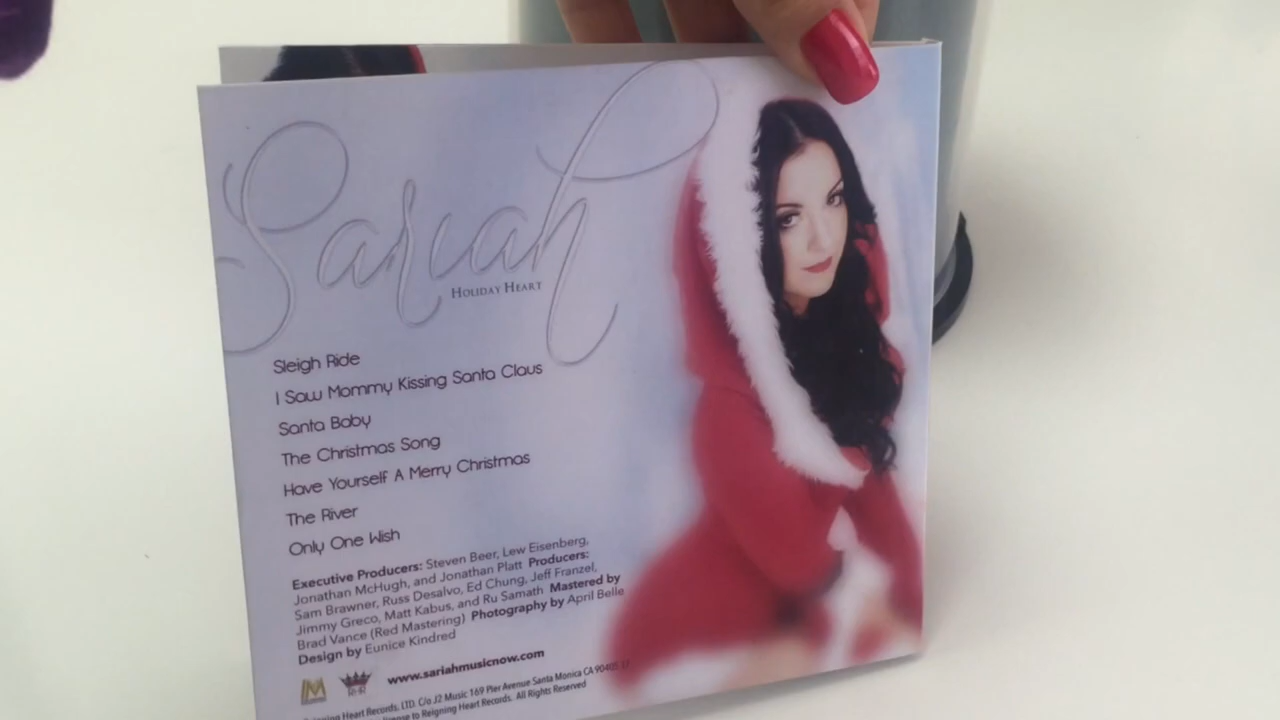 Sariah
HOLIDAY HEART
Sleigh Ride
I Saw Mommy Kissing Santa Claus
Santa Baby
The Christmas Song
Have Yourself A Merry Christmas
The River
Only One Wish
Executive Producers: Steven Beer, Lew Eisenberg,
Jonathan McHugh, and Jonathan Platt Producers:
Sam Brawner, Russ Desalvo, Ed Chung, Jeff Franzel,
Jimmy Greco, Matt Kabus, and Ru Samath Mastered by
Brad Vance (Red Mastering) Photography by April Belle
Design by Eunice Kindred
www.sariahmusicnow.com
Heart Records, LTD. C/o J2 Music 169 Pier Avenue Santa Monica CA 90405
to Reigning Heart Records. All Rights Reserved